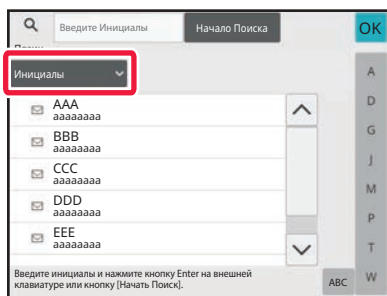 Введите Инициалы
Начало Поиска
OK
Инициалы
A
D
G
J
M
P
T
W
AAA
aaaaaaaa
BBB
aaaaaaaa
CCC
aaaaaaaa
DDD
aaaaaaaa
EEE
aaaaaaaa
Введите инициалы и нажмите кнопку Enter на внешней
клавиатуре или кнопку [Начать Поиск].
ABC